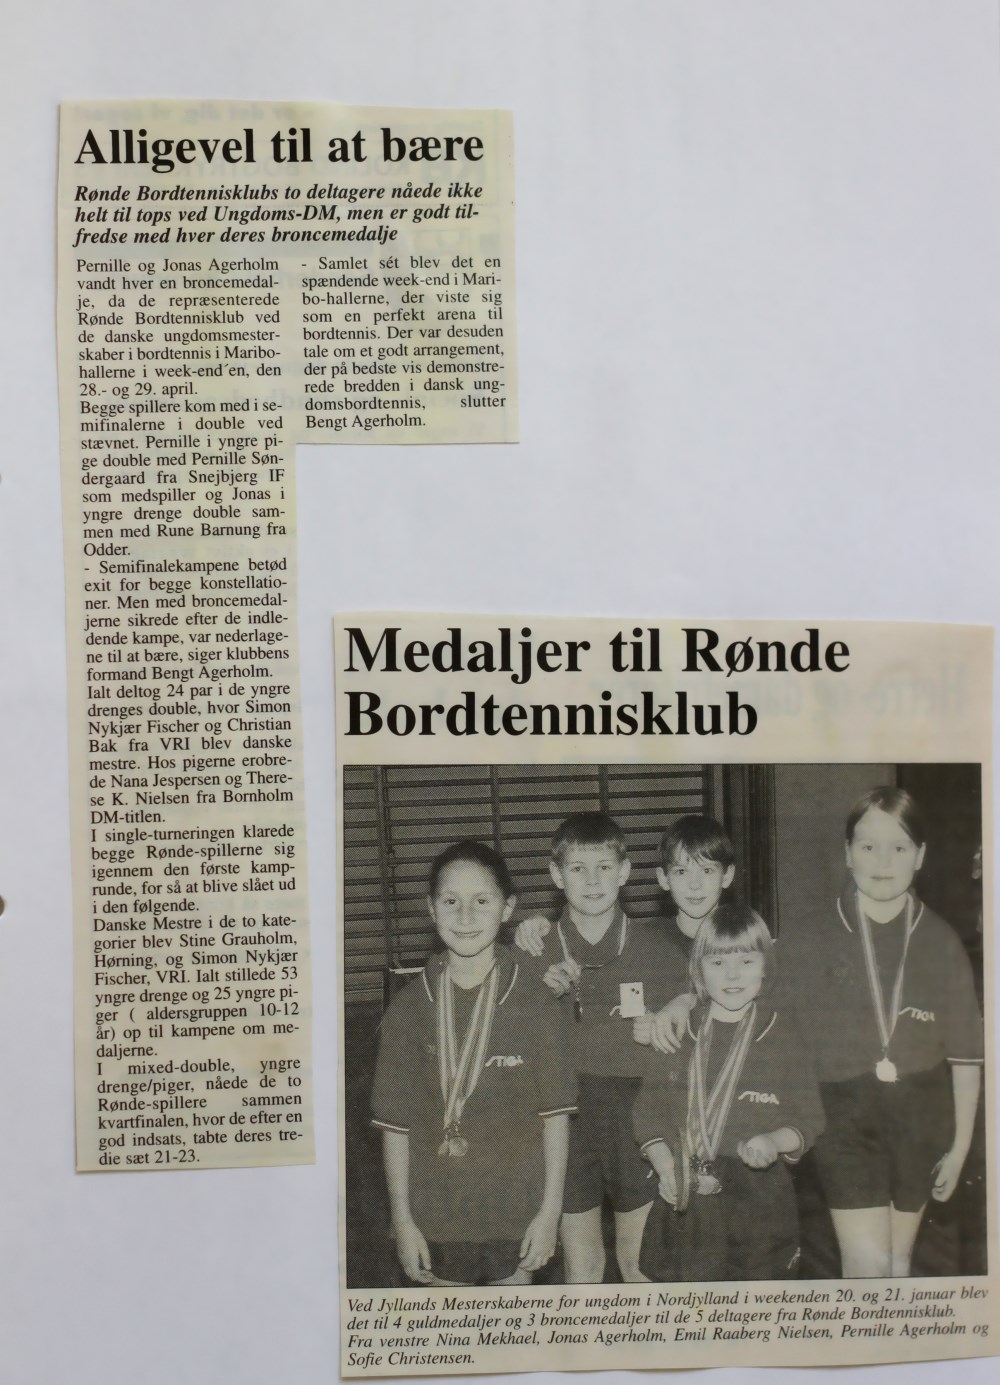 Alligevel til at bære
Rønde Bordtennisklubs to deltagere nåede ikke
helt til tops ved Ungdoms-DM, men er godt til-
fredse med hver deres broncemedalje
Pernille og Jonas Agerholm
vandt hver en broncemedal-
je, da de repræsenterede
Rønde Bordtennisklub ved
de danske ungdomsmester-
skaber i bordtennis i Maribo-
hallerne i week-end´en, den
28.- og 29. april.
Begge spillere kom med i se-
mifinalerne i double ved
stævnet. Pernille i yngre pi-
ge double med Pernille Søn-
dergaard fra Snejbjerg IF
som medspiller og Jonas i
yngre drenge double sam-
men med Rune Barnung fra
Odder.
- Semifinalekampene betød
exit for begge konstellatio-
ner. Men med broncemedal-
jerne sikrede efter de indle-
dende kampe, var nederlage-
ne til at bære, siger klubbens
formand Bengt Agerholm.
Ialt deltog 24 par i de yngre
drenges double, hvor Simon
Nykjær Fischer og Christian
Bak fra VRI blev danske
mestre. Hos pigerne erobre-
de Nana Jespersen og There-
se K. Nielsen fra Bornholm
DM-titlen.
I single-turneringen klarede
begge Rønde-spillerne sig
igennem den første kamp-
runde, for så at blive slået ud
i den følgende.
Danske Mestre i de to kate-
gorier blev Stine Grauholm,
Hørning, og Simon Nykjær
Fischer, VRI. Ialt stillede 53
yngre drenge og 25 yngre pi-
ger ( aldersgruppen 10-12
år) op til kampene om me-
daljerne.
I mixed-double, yngre
drenge/piger, nåede de to
Rønde-spillere sammen
kvartfinalen, hvor de efter en
god indsats, tabte deres tre-
die sæt 21-23.
- Samlet sét blev det en
spændende week-end i Mari-
bo-hallerne, der viste sig
som en perfekt arena til
bordtennis. Der var desuden
tale om et godt arrangement,
der på bedste vis demonstre-
rede bredden i dansk ung-
domsbordtennis, slutter
Bengt Agerholm.
Medaljer til Rønde
Bordtennisklub
STIGA
STIGA
STIGA
Ved Jyllands Mesterskaberne for ungdom i Nordjylland i weekenden 20. og 21. januar blev
det til 4 guldmedaljer og 3 broncemedaljer til de 5 deltagere fra Rønde Bordtennisklub.
Fra venstre Nina Mekhael, Jonas Agerholm, Emil Raaberg Nielsen, Pernille Agerholm og
Sofie Christensen.